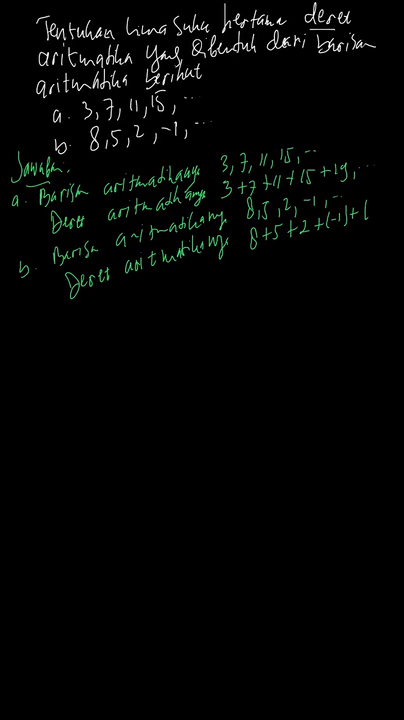 Tentukan lima suku pertama deret
aritmatika yang dibentuk dari barisan
aritmatika berikut
a. 3, 7, 11, 15, ...
b. 8, 5, 2, -1, ...
Jawaban.
a. Barisan aritmatikanya 3, 7, 11, 15, ...
Deret aritmatikanya 3 + 7 + 11 + 15 + 19, ...
b. Barisan aritmatikanya 8, 5, 2, -1, ...
Deret aritmatikanya 8 + 5 + 2 + (-1) + (